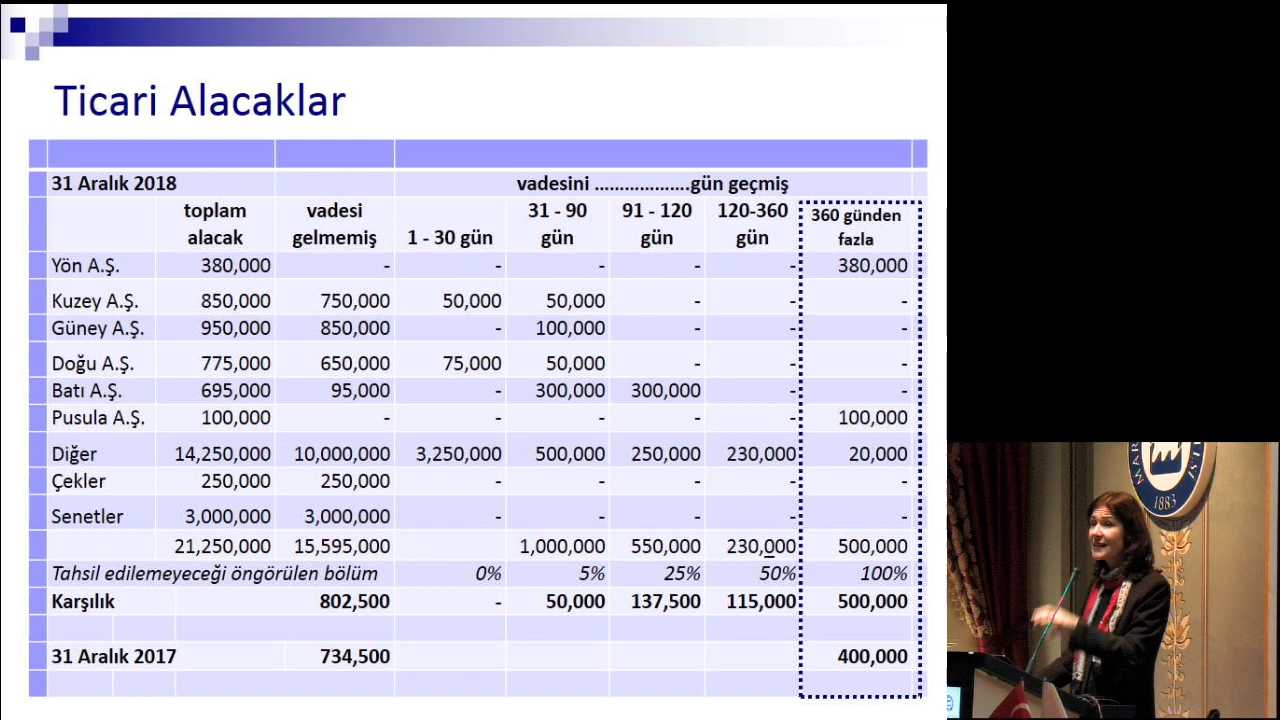 Ticari Alacaklar
31 Aralık 2018 vadesini ...................gün geçmiş
toplam alacak vadesi gelmemiş 1 - 30 gün 31 - 90 gün 91 - 120 gün 120-360 gün 360 günden fazla
Yön A.Ş. 380,000 - - - - - 380,000
Kuzey A.Ş. 850,000 750,000 50,000 50,000 - - -
Güney A.Ş. 950,000 850,000 - 100,000 - - -
Doğu A.Ş. 775,000 650,000 75,000 50,000 - - -
Batı A.Ş. 695,000 95,000 - 300,000 300,000 - -
Pusula A.Ş. 100,000 - - - - - 100,000
Diğer 14,250,000 10,000,000 3,250,000 500,000 250,000 230,000 20,000
Çekler 250,000 250,000 - - - - -
Senetler 3,000,000 3,000,000 - - - - -
21,250,000 15,595,000 1,000,000 550,000 230,000 500,000
Tahsil edilemeyeceği öngörülen bölüm 0% 5% 25% 50% 100%
Karşılık 802,500 - 50,000 137,500 115,000 500,000
31 Aralık 2017 734,500 400,000
1883